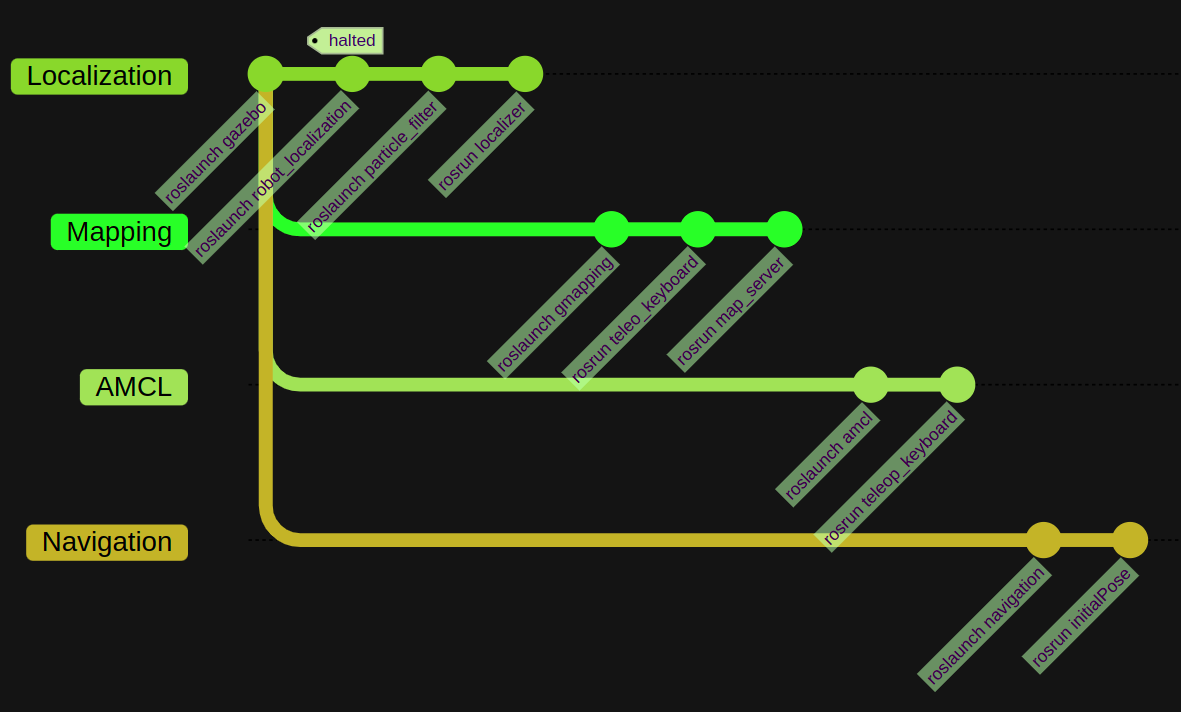 halted
Localization
roslaunch gazebo
roslaunch robot_localization
roslaunch particle_filter
rosrun localizer
Mapping
roslaunch gmapping
rosrun teleo_keyboard
rosrun map_server
AMCL
roslaunch amcl
rosrun teleop_keyboard
Navigation
roslaunch navigation
rosrun initialPose